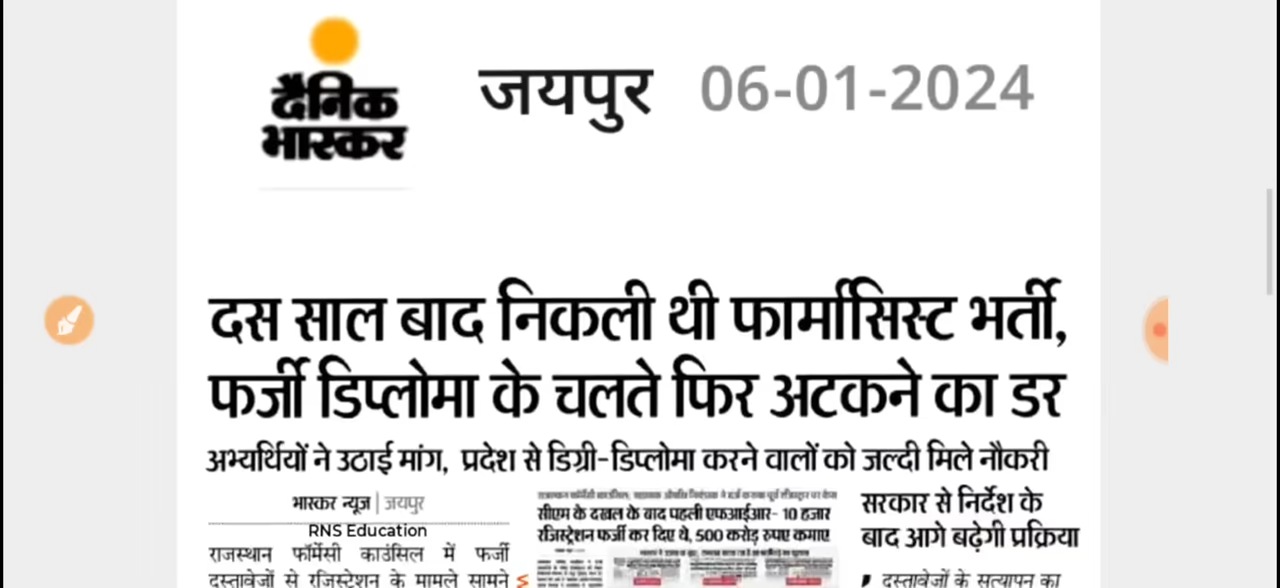 दैनिक
भास्कर
जयपुर 06-01-2024
दस साल बाद निकली थी फार्मासिस्ट भर्ती,
फर्जी डिप्लोमा के चलते फिर अटकने का डर
अभ्यर्थियों ने उठाई मांग, प्रदेश से डिग्री-डिप्लोमा करने वालों को जल्दी मिले नौकरी
भास्कर न्यूज | जयपुर
RNS Education
राजस्थान फॉर्मेसी काउंसिल में फर्जी
दस्तावेजों से रजिस्ट्रेशन के मामले सामने
सीएम के दखल के बाद पहली एफआईआर- 10 हजार
रजिस्ट्रेशन फर्जी कर दिए थे, 500 करोड़ रुपए कमाए
सरकार से निर्देश के
बाद आगे बढ़ेगी प्रक्रिया
दस्तावेजों के सत्यापन का